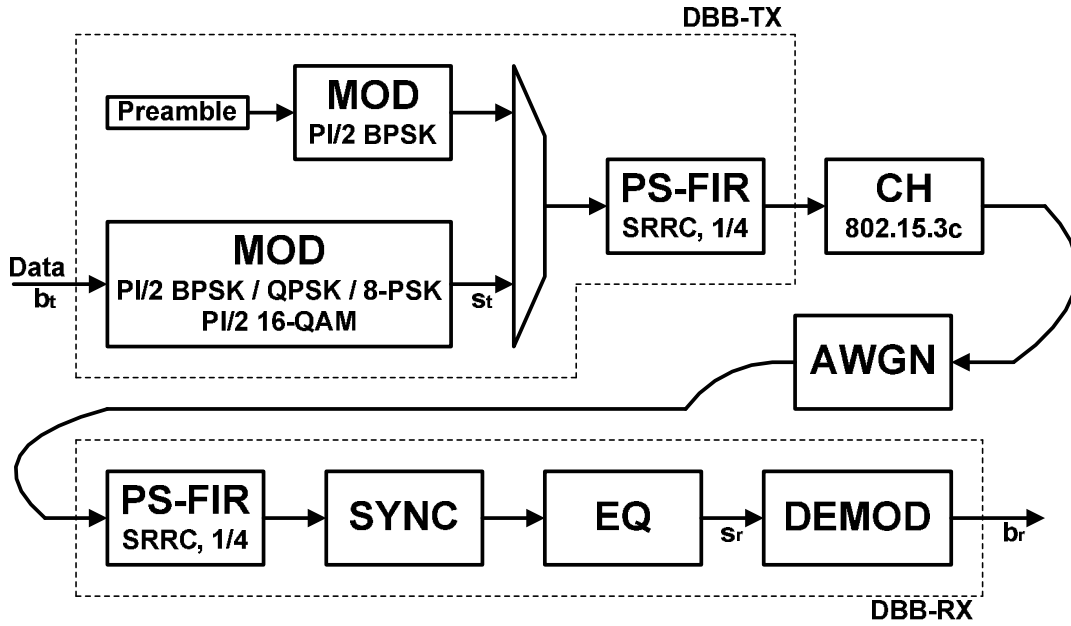 DBB-TX
Preamble
MOD
PI/2 BPSK
PS-FIR
SRRC, 1/4
CH
802.15.3c
Data
bt
MOD
PI/2 BPSK / QPSK / 8-PSK
PI/2 16-QAM
st
AWGN
PS-FIR
SRRC, 1/4
SYNC
EQ
sr
DEMOD
br
DBB-RX